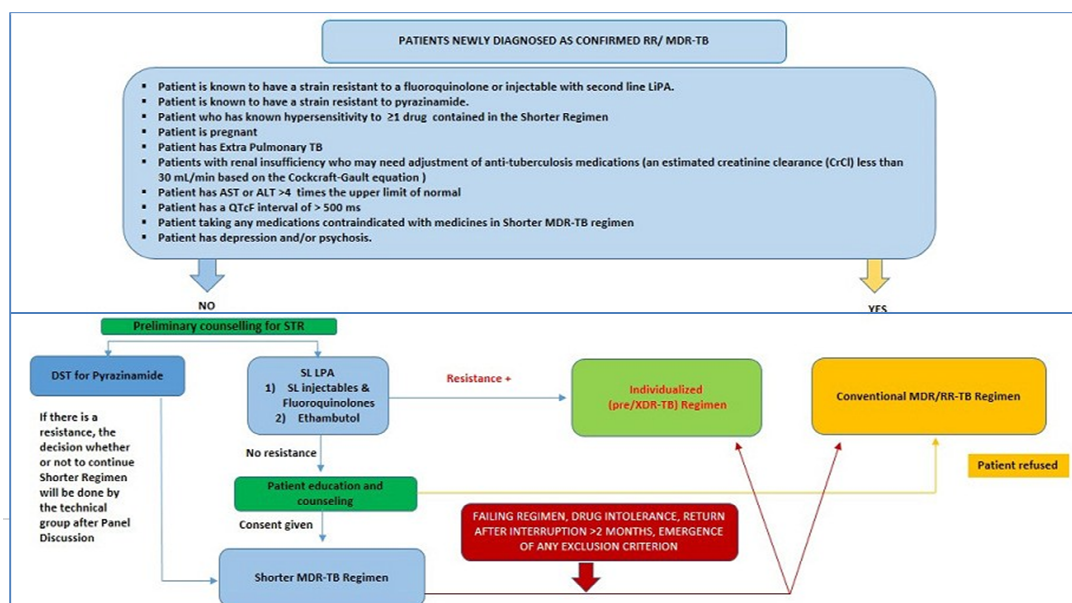 PATIENTS NEWLY DIAGNOSED AS CONFIRMED RR/ MDR-TB
▪ Patient is known to have a strain resistant to a fluoroquinolone or injectable with second line LiPA.
▪ Patient is known to have a strain resistant to pyrazinamide.
▪ Patient who has known hypersensitivity to ≥1 drug contained in the Shorter Regimen
▪ Patient is pregnant
▪ Patient has Extra Pulmonary TB
▪ Patients with renal insufficiency who may need adjustment of anti-tuberculosis medications (an estimated creatinine clearance (CrCl) less than
30 mL/min based on the Cockcraft-Gault equation )
▪ Patient has AST or ALT >4 times the upper limit of normal
▪ Patient has a QTcF interval of > 500 ms
▪ Patient taking any medications contraindicated with medicines in Shorter MDR-TB regimen
▪ Patient has depression and/or psychosis.
NO
YES
Preliminary counselling for STR
DST for Pyrazinamide
SL LPA
1) SL injectables &
Fluoroquinolones
2) Ethambutol
Resistance +
Individualized
(pre/XDR-TB) Regimen
Conventional MDR/RR-TB Regimen
If there is a
resistance, the
decision whether
or not to continue
Shorter Regimen
will be done by
the technical
group after Panel
Discussion
No resistance
Patient refused
Patient education and
counseling
Consent given
FAILING REGIMEN, DRUG INTOLERANCE, RETURN
AFTER INTERRUPTION >2 MONTHS, EMERGENCE
OF ANY EXCLUSION CRITERION
Shorter MDR-TB Regimen